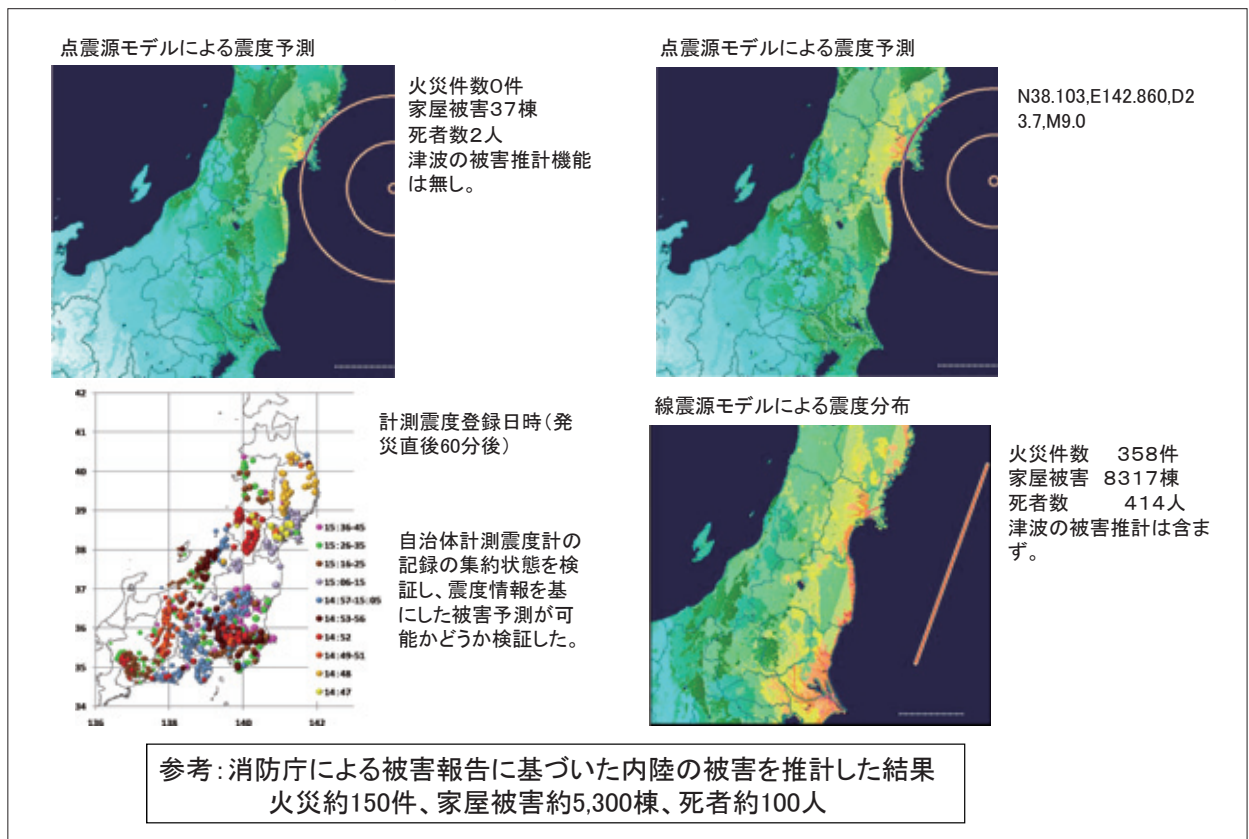 点震源モデルによる震度予測
火災件数0件
家屋被害37棟
死者数2人
津波の被害推計機能
は無し。
点震源モデルによる震度予測
N38.103,E142.860,D2
3.7,M9.0
計測震度登録日時(発
災直後60分後)
自治体計測震度計の
記録の集約状態を検
証し、震度情報を基
にした被害予測が可
能かどうか検証した。
42
41
40
39
38
37
36
35
34
136
138
140
142
15:36-45
15:26-35
15:16-25
15:06-15
14:57-15:05
14:53-56
14:52
14:49-51
14:48
14:47
線震源モデルによる震度分布
火災件数 358件
家屋被害 8317棟
死者数 414人
津波の被害推計は含ま
ず。
参考:消防庁による被害報告に基づいた内陸の被害を推計した結果
火災約150件、家屋被害約5,300棟、死者約100人